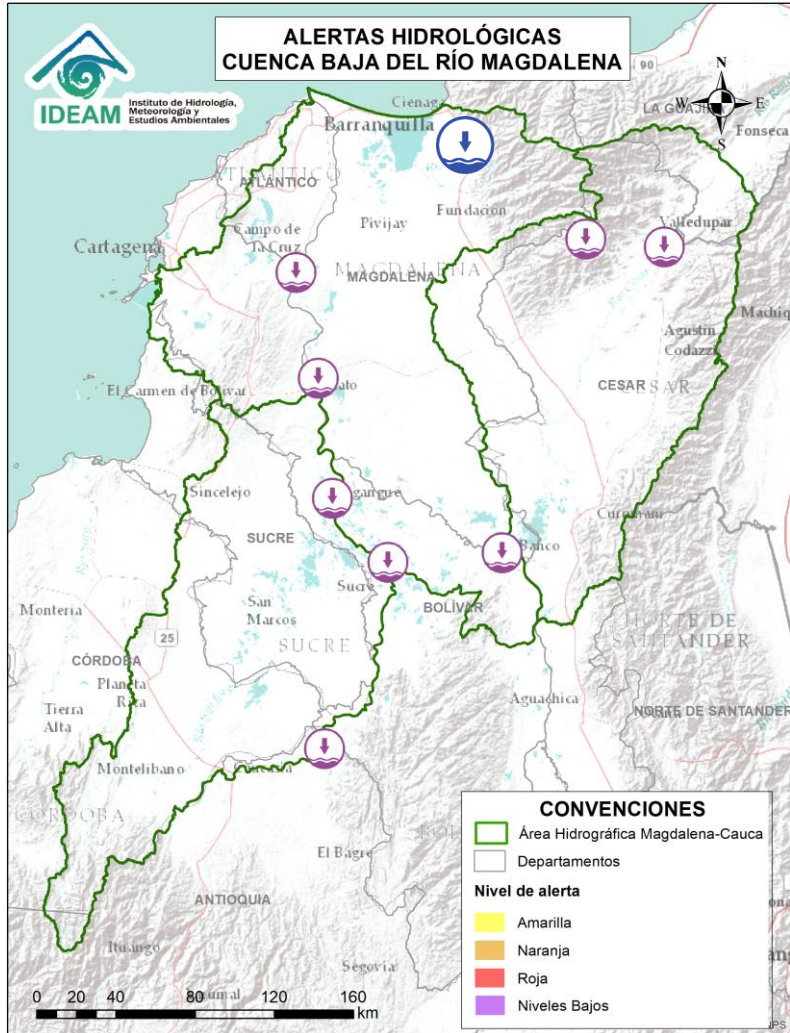 ALERTAS HIDROLÓGICAS
CUENCA BAJA DEL RÍO MAGDALENA
IDEAM
Instituto de Hidrología,
Meteorología y
Estudios Ambientales
N
W
E
S
90
LA GUAJIRA
Fonseca
Ciénaga
Barranquilla
ATLÁNTICO
ATLANTICO
Pivijay
Fundación
Valledupar
Campo de
la Cruz
Cartagena
MAGDALENA
MAGDALENA
Agustín
Codazzi
CESAR
CESAR
El Carmen de Bolívar
Sincelejo
SUCRE
Sucre
Banco
San
Marcos
SUCRE
BOLÍVAR
Montería
25
CÓRDOBA
Planeta
Rica
Tierra
Alta
NORTE DE
SANTANDER
NORTE DE SANTANDER
Aguachica
Montelibano
CÓRDOBA
El Bagre
ANTIOQUIA
Ituango
Segovia
CONVENCIONES
Área Hidrográfica Magdalena-Cauca
Departamentos
Nivel de alerta
Amarilla
Naranja
Roja
Niveles Bajos
0 20 40 80 120 160
km